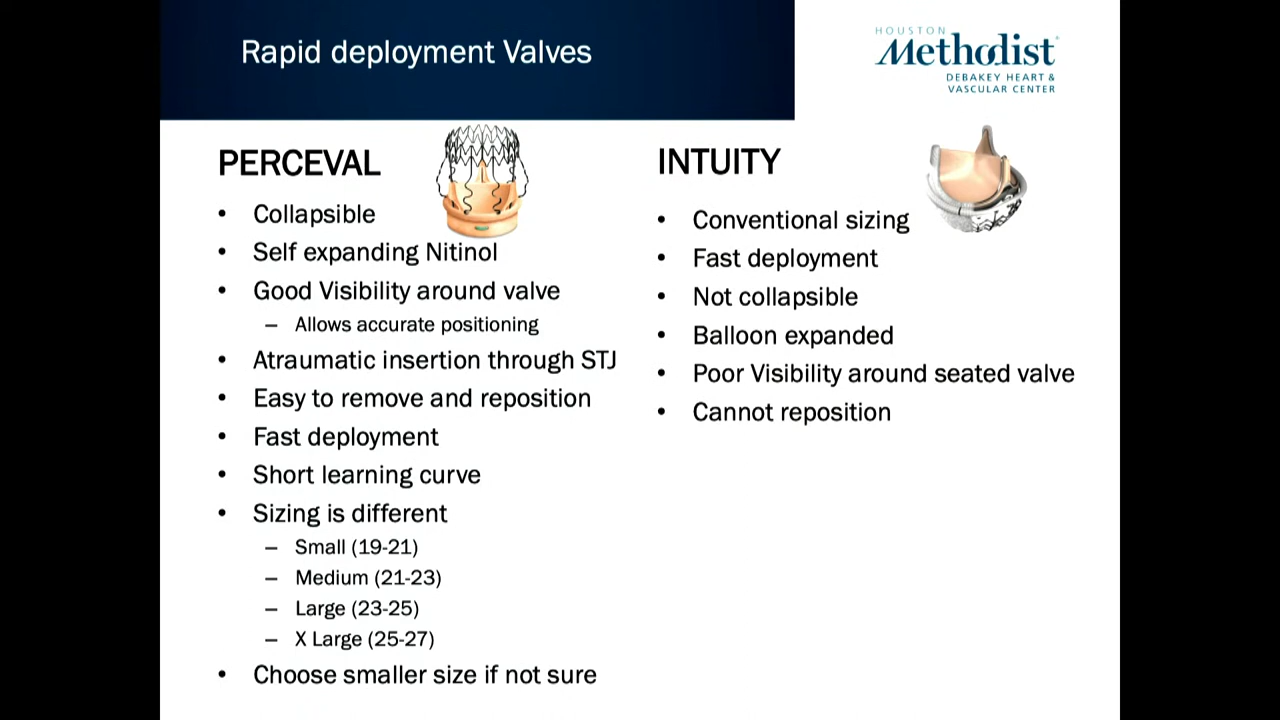 Rapid deployment Valves
HOUSTON
Methodist
DEBAKEY HEART &
VASCULAR CENTER
PERCEVAL
• Collapsible
• Self expanding Nitinol
• Good Visibility around valve
– Allows accurate positioning
• Atraumatic insertion through STJ
• Easy to remove and reposition
• Fast deployment
• Short learning curve
• Sizing is different
– Small (19-21)
– Medium (21-23)
– Large (23-25)
– X Large (25-27)
• Choose smaller size if not sure
INTUITY
• Conventional sizing
• Fast deployment
• Not collapsible
• Balloon expanded
• Poor Visibility around seated valve
• Cannot reposition